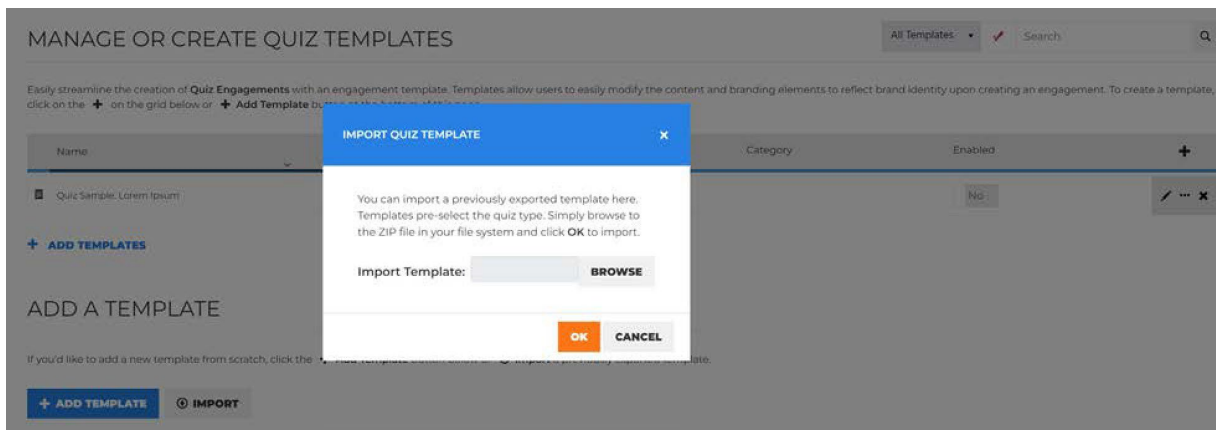 MANAGE OR CREATE QUIZ TEMPLATES
All Templates
Search
Easily streamline the creation of Quiz Engagements with an engagement template. Templates allow users to easily modify the content and branding elements to reflect brand identity upon creating an engagement. To create a template,
click on the + on the grid below or + Add Template
IMPORT QUIZ TEMPLATE
Name
Category
Enabled
Quiz Sample, Lorem Ipsum
No
You can import a previously exported template here.
Templates pre-select the quiz type. Simply browse to
the ZIP file in your file system and click OK to import.
+ ADD TEMPLATES
Import Template:
BROWSE
ADD A TEMPLATE
OK
CANCEL
If you'd like to add a new template from scratch, click the
+ ADD TEMPLATE
IMPORT